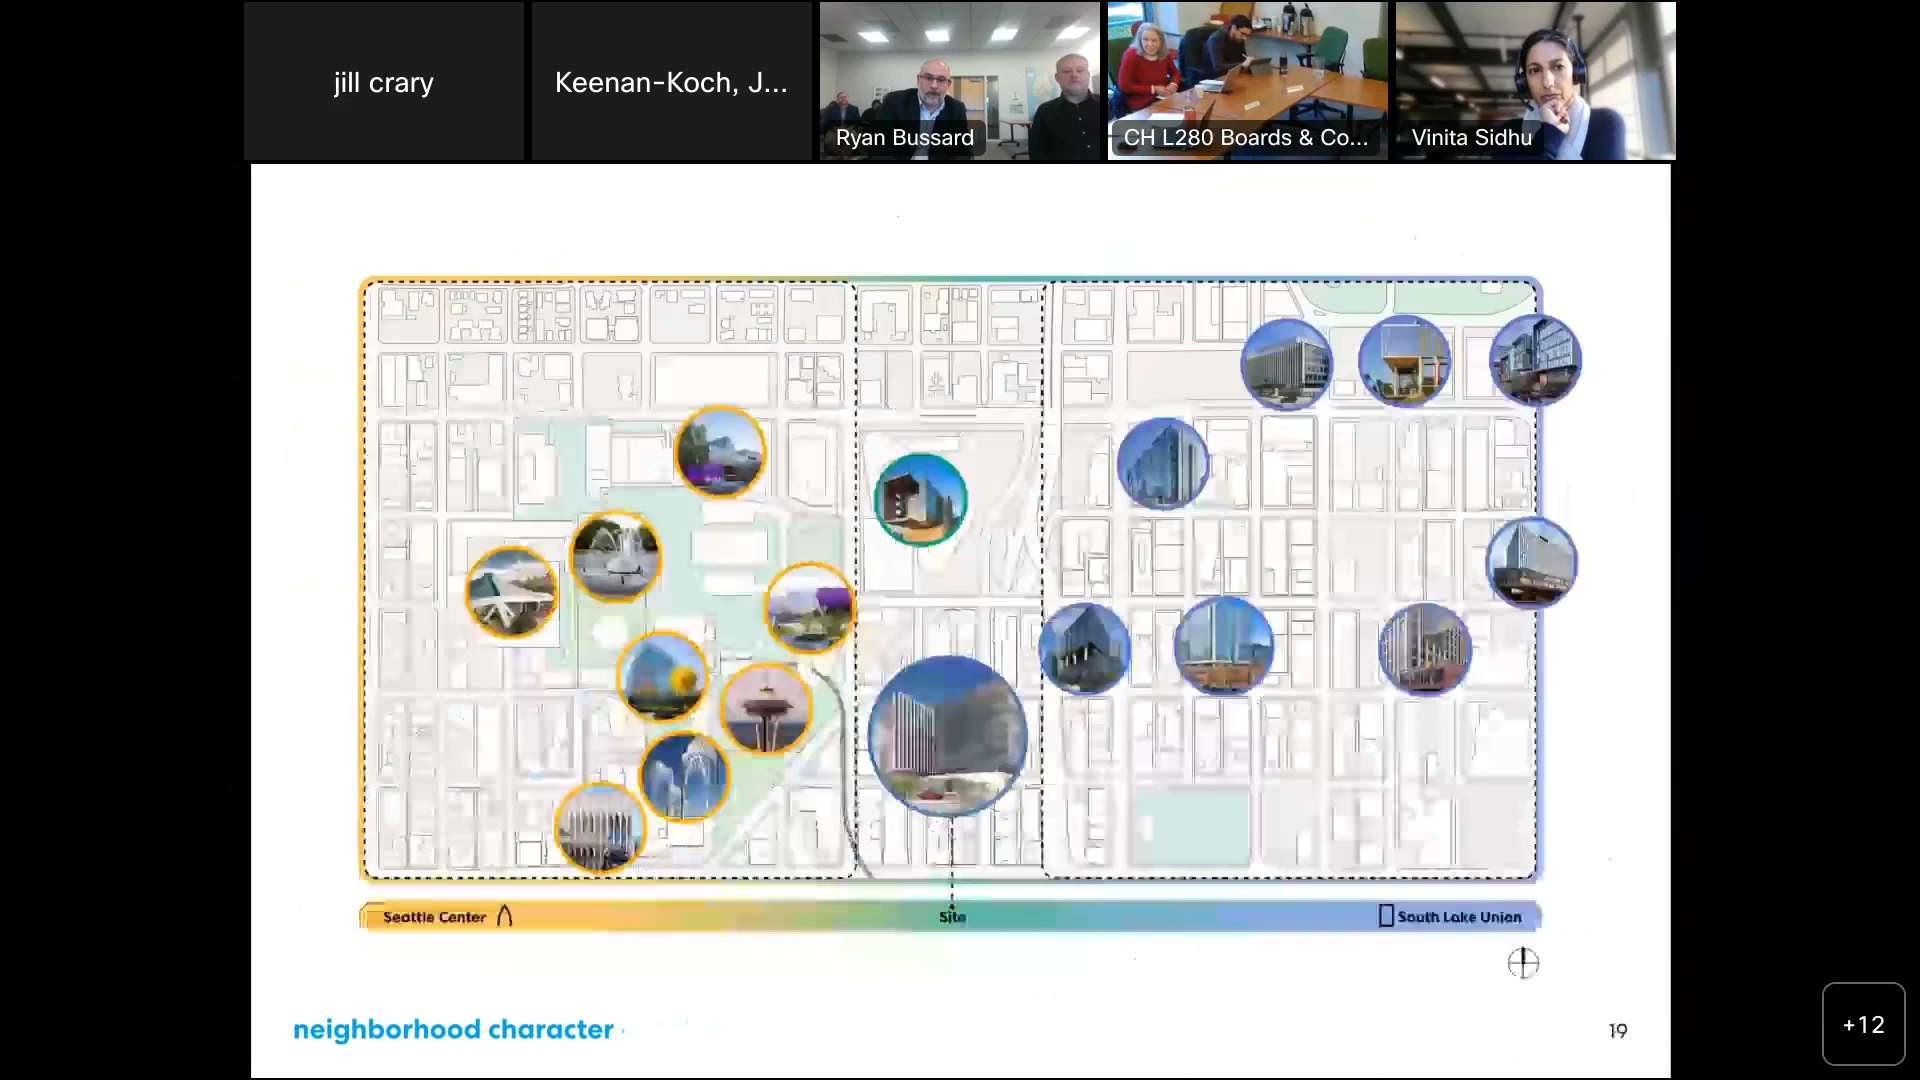 jill crary
Keenan-Koch, J...
Ryan Bussard
CH L280 Boards & Co...
Vinita Sidhu
Seattle Center
Site
South Lake Union
neighborhood character
19
+12